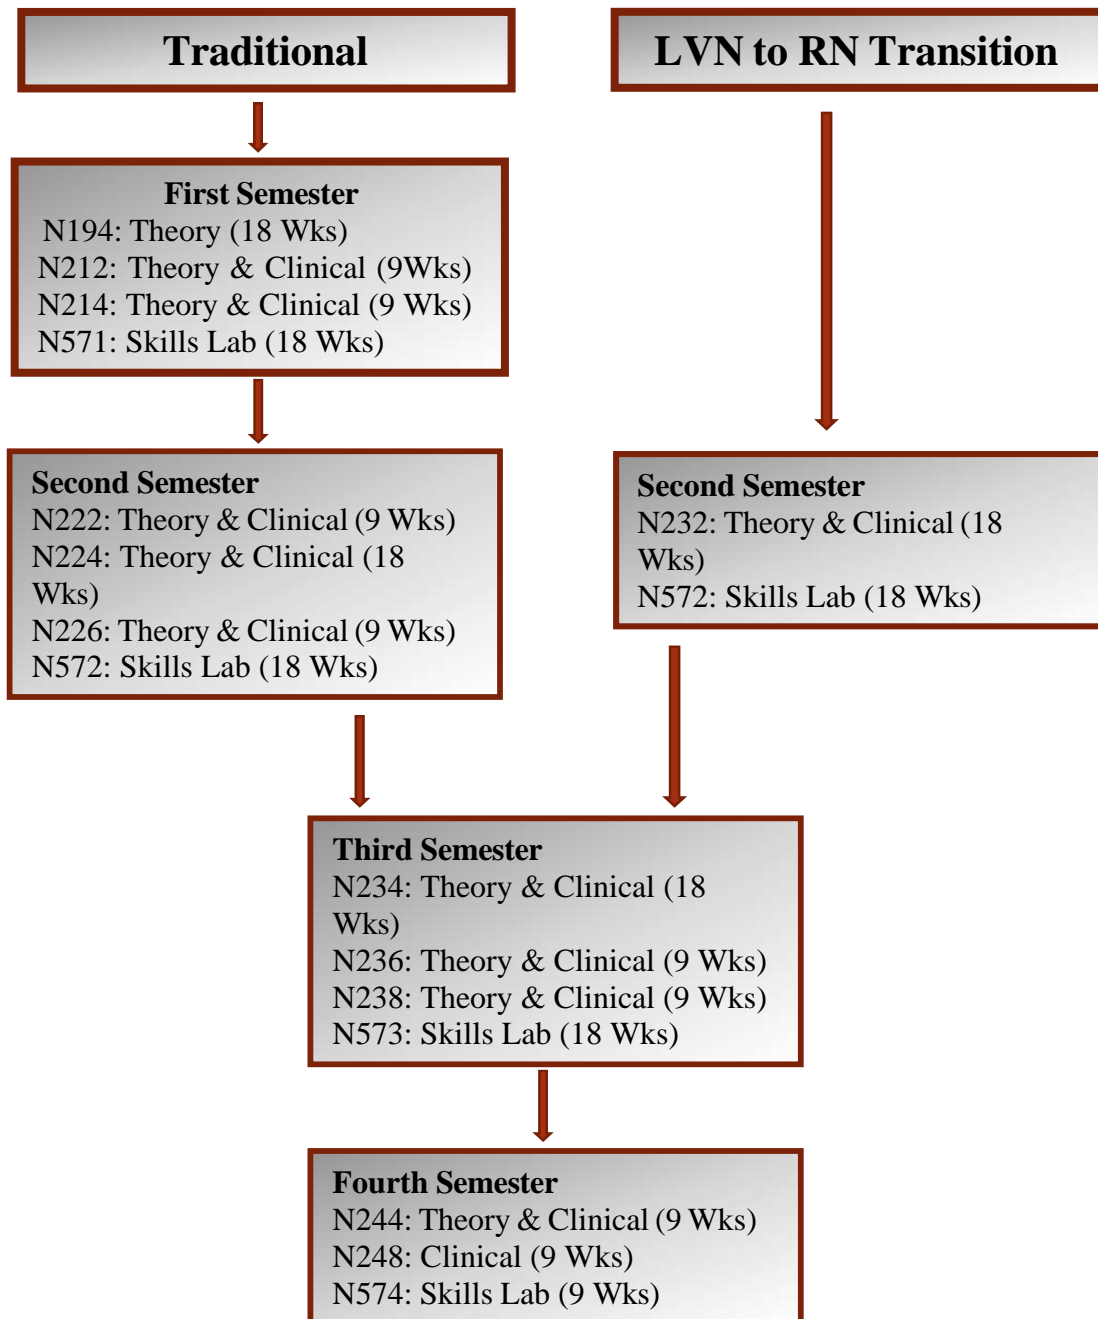 Traditional
LVN to RN Transition
First Semester
N194: Theory (18 Wks)
N212: Theory & Clinical (9Wks)
N214: Theory & Clinical (9 Wks)
N571: Skills Lab (18 Wks)
Second Semester
N222: Theory & Clinical (9 Wks)
N224: Theory & Clinical (18
Wks)
N226: Theory & Clinical (9 Wks)
N572: Skills Lab (18 Wks)
Second Semester
N232: Theory & Clinical (18
Wks)
N572: Skills Lab (18 Wks)
Third Semester
N234: Theory & Clinical (18
Wks)
N236: Theory & Clinical (9 Wks)
N238: Theory & Clinical (9 Wks)
N573: Skills Lab (18 Wks)
Fourth Semester
N244: Theory & Clinical (9 Wks)
N248: Clinical (9 Wks)
N574: Skills Lab (9 Wks)